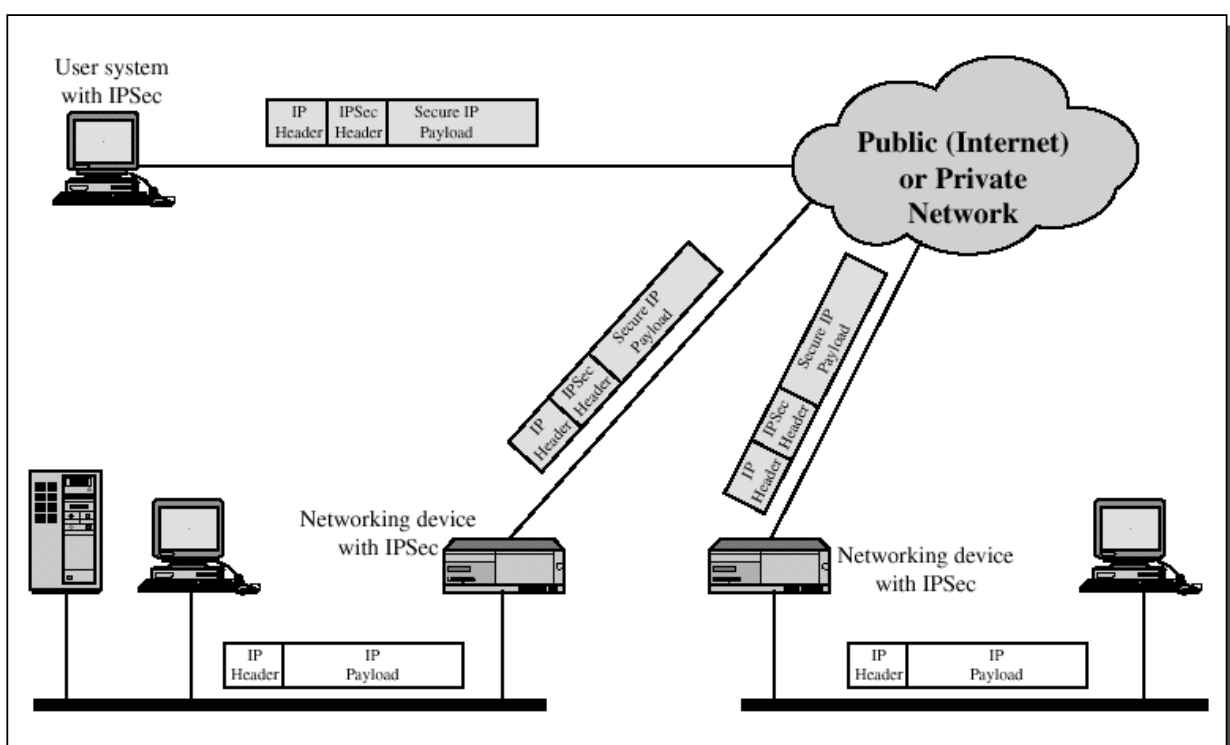 User system
with IPSec
IP
Header
IPSec
Header
Secure IP
Payload
Public (Internet)
or Private
Network
IP
Header
IPSec
Header
Secure IP
Payload
IP
Header
IPSec
Header
Secure IP
Payload
Networking device
with IPSec
Networking device
with IPSec
IP
Header
IP
Payload
IP
Header
IP
Payload